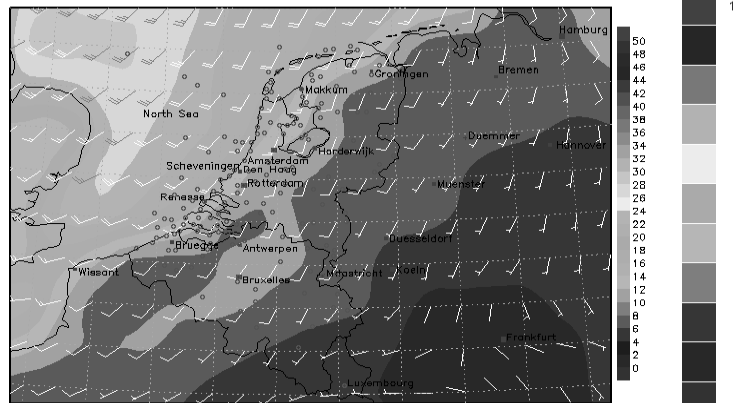 Hamburg
Groningen
Bremen
Makkum
North Sea
Duemmer
Hannover
Harderwijk
Amsterdam
Scheveningen
Den Haag
Rotterdam
Muenster
Renesse
Bruegge
Antwerpen
Duesseldorf
Wissant
Maastricht
Koeln
Bruxelles
Frankfurt
Luxembourg
50
48
46
44
42
40
38
36
34
32
30
28
26
24
22
20
18
16
14
12
10
8
6
4
2
0
1